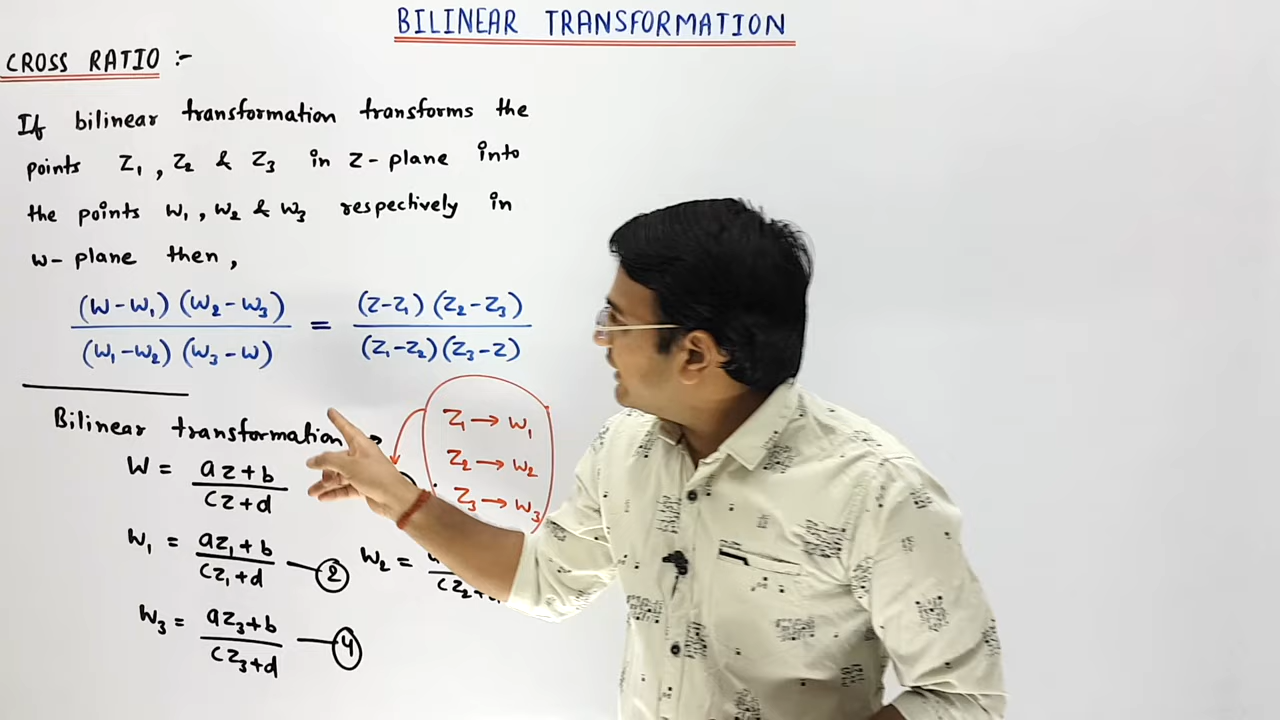 BILINEAR TRANSFORMATION
CROSS RATIO :-
If bilinear transformation transforms the
points Z₁, Z₂ & Z₃ in Z-plane into
the points W₁, W₂ & W₃ respectively in
W-plane then,
(W-W₁) (W₂-W₃) / (W₁-W₂) (W₃-W) = (Z-Z₁) (Z₂-Z₃) / (Z₁-Z₂) (Z₃-Z)
Bilinear transformation
Z₁ → W₁
Z₂ → W₂
Z₃ → W₃
W = az+b / cz+d
W₁ = az₁+b / cz₁+d — 2
W₂ =
W₃ = az₃+b / cz₃+d — 4